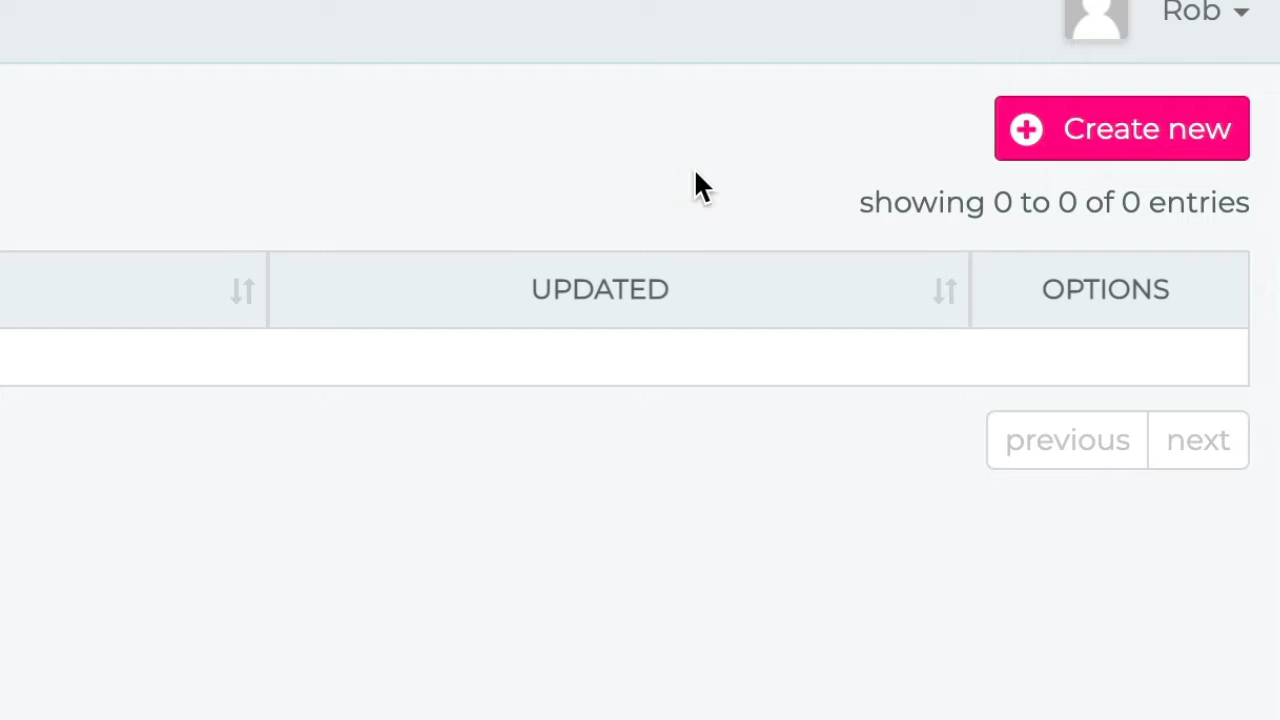 Rob
Create new
showing 0 to 0 of 0 entries
UPDATED OPTIONS
previous next